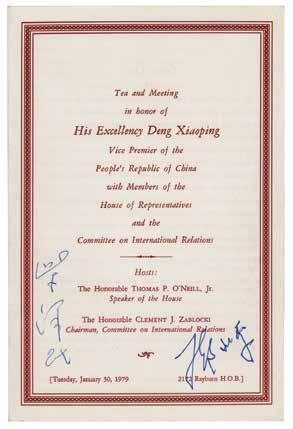 Tea and Meeting
in honor of
His Excellency Deng Xiaoping
Vice Premier of the
People's Republic of China
with Members of the
House of Representatives
and the
Committee on International Relations
Hosts:
The Honorable THOMAS P. O'NEILL, Jr.
Speaker of the House
The Honorable CLEMENT J. ZABLOCKI
Chairman, Committee on International Relations
[Tuesday, January 30, 1979
2172 Rayburn H.O.B.]